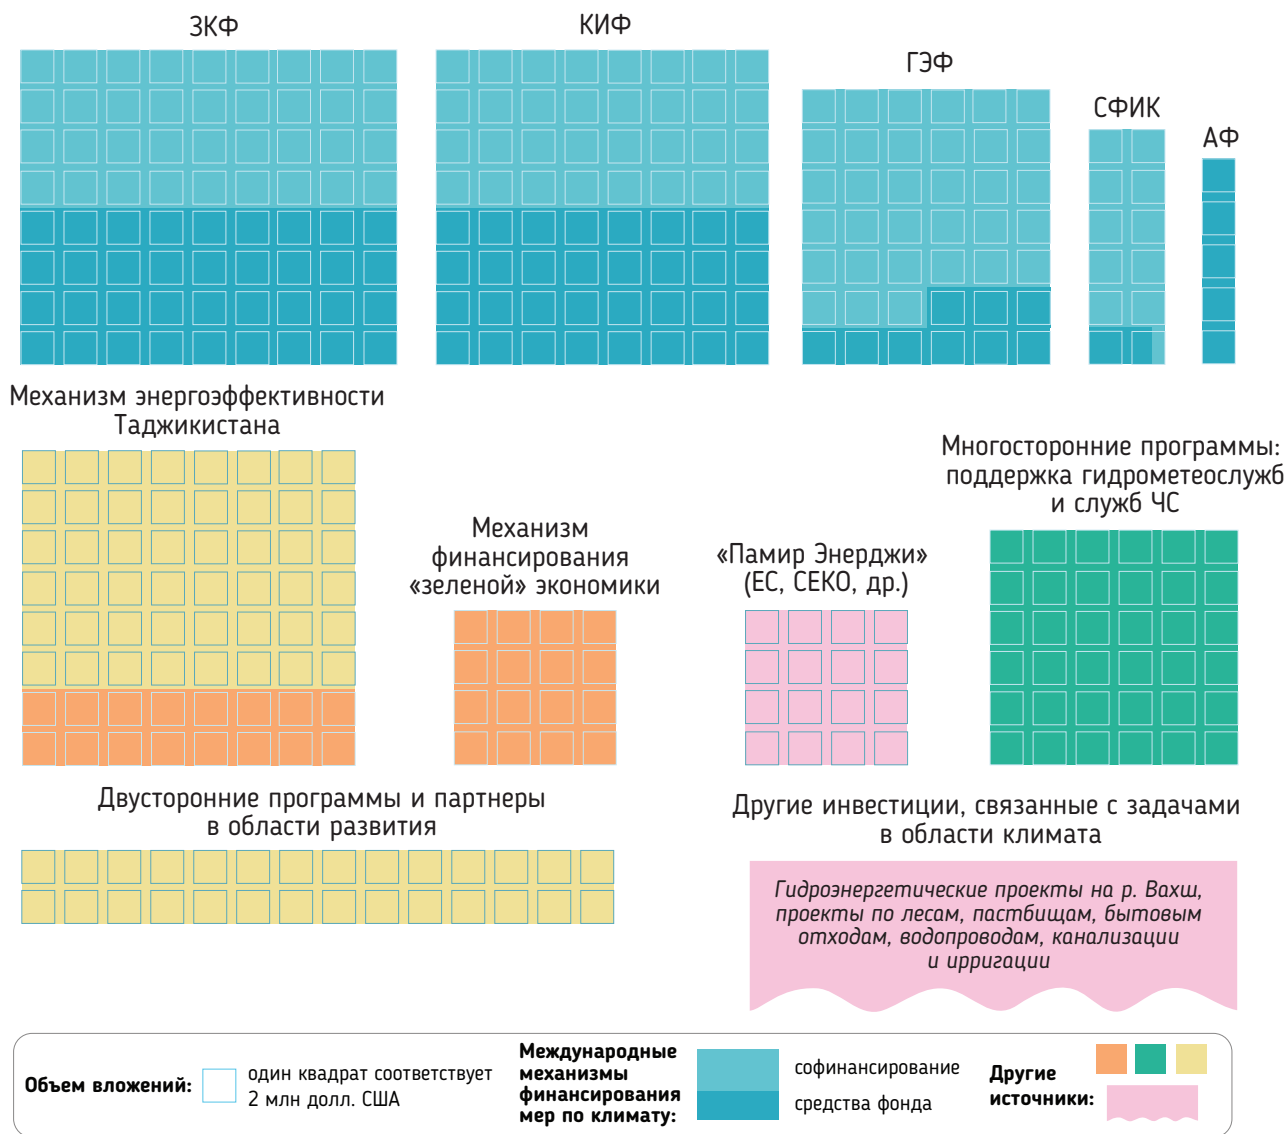 ЗКФ
КИФ
ГЭФ
СФИК
АФ
Механизм энергоэффективности
Таджикистана
Механизм
финансирования
«зеленой» экономики
«Памир Энерджи»
(ЕС, СЕКО, др.)
Многосторонние программы:
поддержка гидрометеослужб
и служб ЧС
Двусторонние программы и партнеры
в области развития
Другие инвестиции, связанные с задачами
в области климата
Гидроэнергетические проекты на р. Вахш,
проекты по лесам, пастбищам, бытовым
отходам, водопроводам, канализации
и ирригации
Объем вложений:
один квадрат соответствует
2 млн долл. США
Международные
механизмы
финансирования
мер по климату:
софинансирование
средства фонда
Другие
источники: